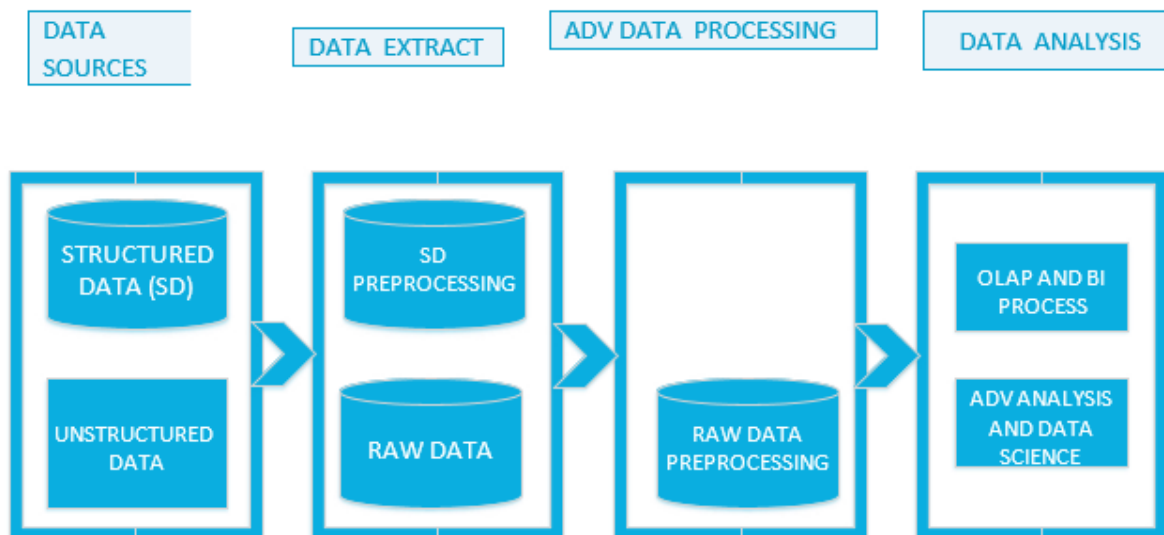 DATA
SOURCES
DATA EXTRACT
ADV DATA PROCESSING
DATA ANALYSIS
STRUCTURED
DATA (SD)
UNSTRUCTURED
DATA
SD
PREPROCESSING
RAW DATA
RAW DATA
PREPROCESSING
OLAP AND BI
PROCESS
ADV ANALYSIS
AND DATA
SCIENCE